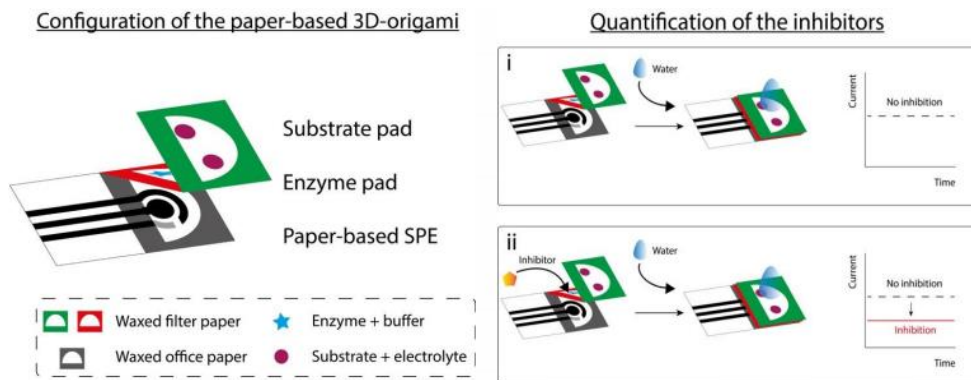 Configuration of the paper-based 3D-origami
Substrate pad
Enzyme pad
Paper-based SPE
Waxed filter paper
Enzyme + buffer
Waxed office paper
Substrate + electrolyte
Quantification of the inhibitors
i
Water
Current
No inhibition
Time
ii
Inhibitor
Water
Current
No inhibition
Inhibition
Time